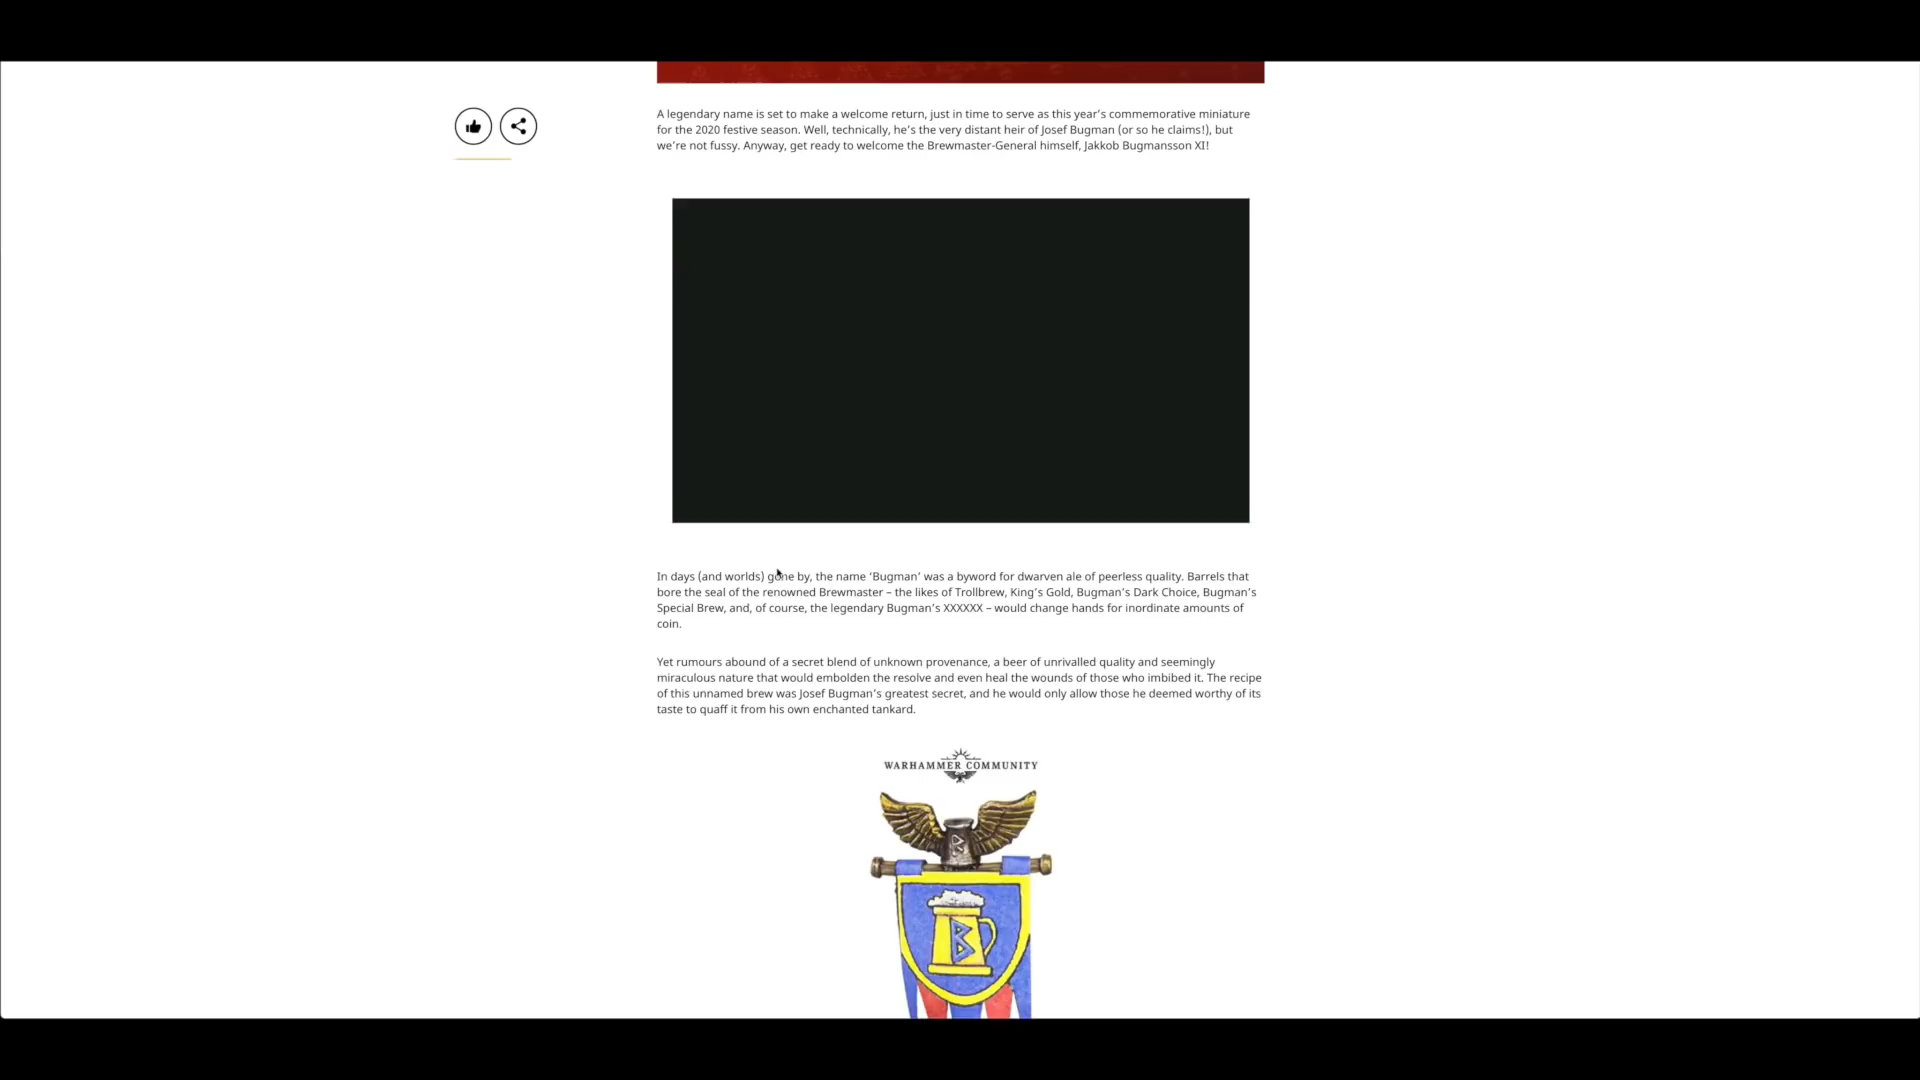 A legendary name is set to make a welcome return, just in time to serve as this year's commemorative miniature
for the 2020 festive season. Well, technically, he's the very distant heir of Josef Bugman (or so he claims!), but
we're not fussy. Anyway, get ready to welcome the Brewmaster-General himself, Jakkob Bugmansson XI!
In days (and worlds) gone by, the name ‘Bugman’ was a byword for dwarven ale of peerless quality. Barrels that
bore the seal of the renowned Brewmaster – the likes of Trollbrew, King's Gold, Bugman's Dark Choice, Bugman's
Special Brew, and, of course, the legendary Bugman's XXXXXX – would change hands for inordinate amounts of
coin.
Yet rumours abound of a secret blend of unknown provenance, a beer of unrivalled quality and seemingly
miraculous nature that would embolden the resolve and even heal the wounds of those who imbibed it. The recipe
of this unnamed brew was Josef Bugman's greatest secret, and he would only allow those he deemed worthy of its
taste to quaff it from his own enchanted tankard.
WARHAMMER COMMUNITY
B
B